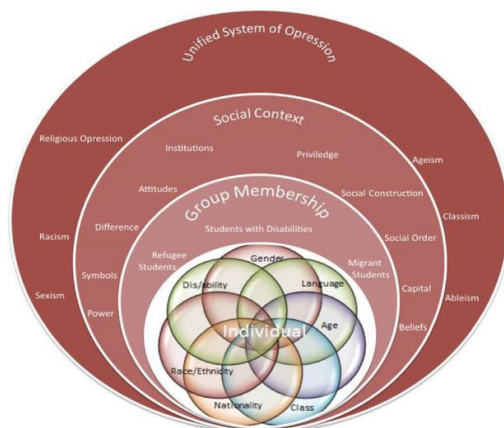 Unified System of Opression
Social Context
Religious Opression
Institutions
Priviledge
Ageism
Attitudes
Group Membership
Social Construction
Classism
Difference
Students with Disabilities
Racism
Social Order
Refugee
Students
Gender
Migrant
Students
Symbols
Dis/ability
Language
Capital
Sexism
Ableism
Power
Individual
Age
Beliefs
Race/Ethnicity
Nationality
Class